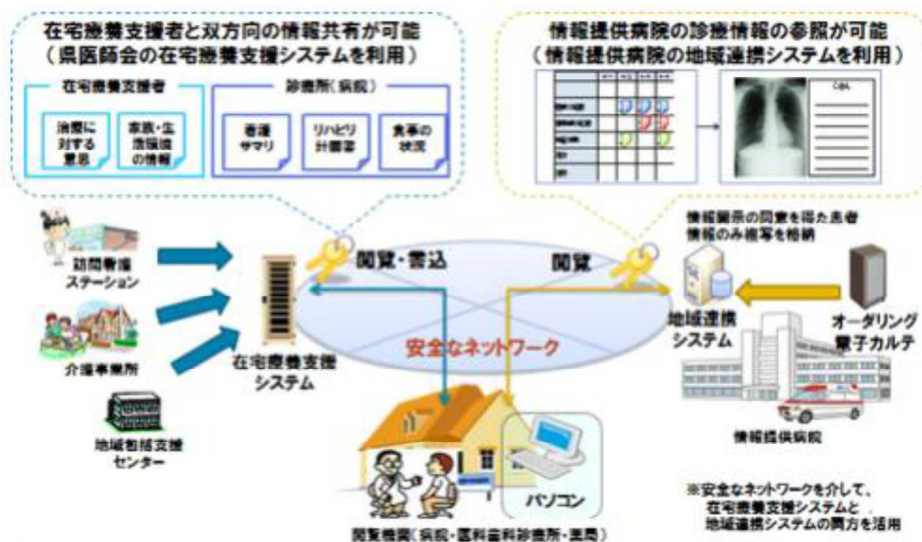 在宅療養支援者と双方向の情報共有が可能
（県医師会の在宅療養支援システムを利用）
在宅療養支援者
診療所（病院）
治療に
対する
意思
家族・生
活環境
の情報
看護
サマリ
リハビリ
計画書
食事の
状況
情報提供病院の診療情報の参照が可能
（情報提供病院の地域連携システムを利用）
訪問看護
ステーション
介護事業所
地域包括支援
センター
在宅療養支援
システム
閲覧・書込
閲覧
安全なネットワーク
情報開示の同意を得た患者
情報のみ複写を格納
地域連携
システム
オーダリング
電子カルテ
情報提供病院
パソコン
閲覧機関（病院・医科歯科診療所・薬局）
※安全なネットワークを介して、
在宅療養支援システムと
地域連携システムの両方を活用